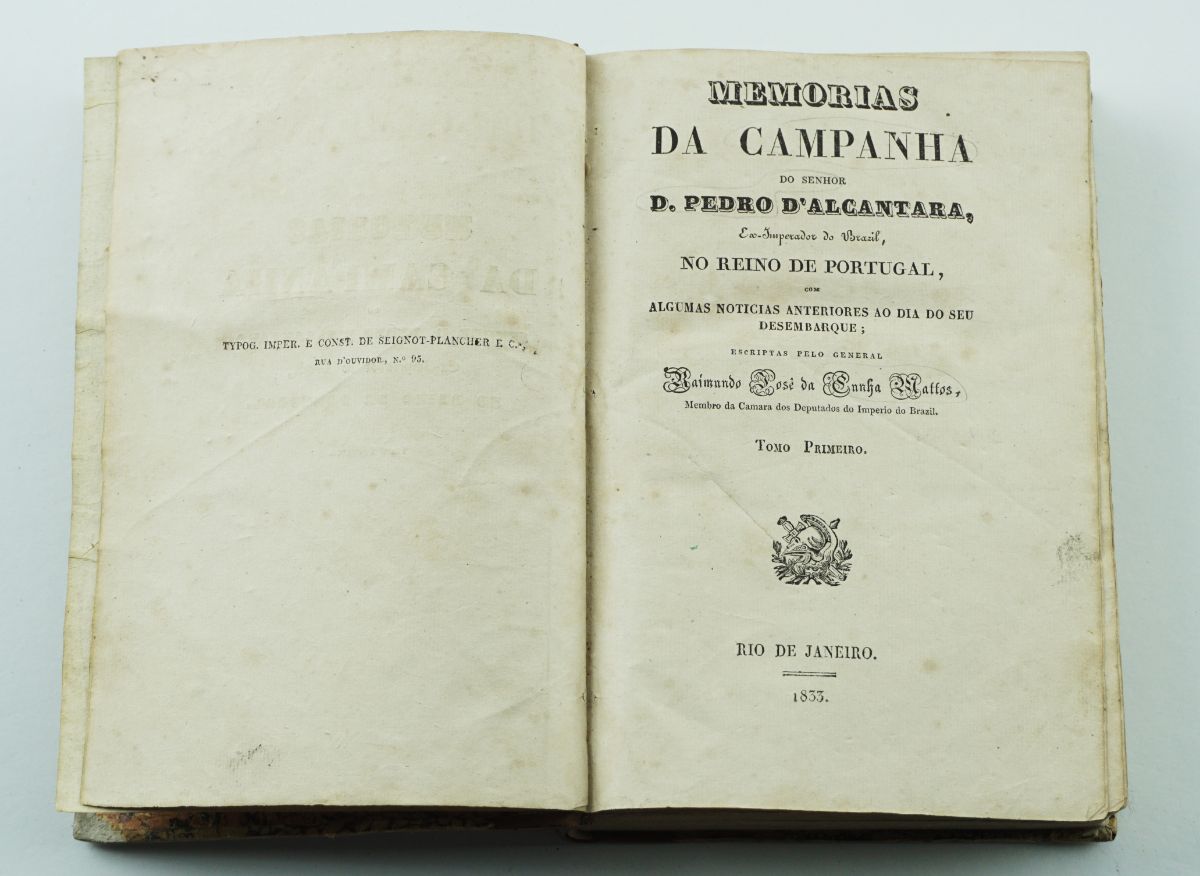 TYPOG. IMPER. E CONST. DE SEIGNOT-PLANCHER E C.ª,
RUA D'OUVIDOR, N.º 95.
MEMORIAS
DA CAMPANHA
DO SENHOR
D. PEDRO D'ALCANTARA,
Ex-Imperador do Brazil,
NO REINO DE PORTUGAL,
COM
ALGUMAS NOTICIAS ANTERIORES AO DIA DO SEU
DESEMBARQUE;
ESCRIPTAS PELO GENERAL
Raimundo José da Cunha Mattos,
Membro da Camara dos Deputados do Imperio do Brazil.
TOMO PRIMEIRO.
RIO DE JANEIRO.
1833.